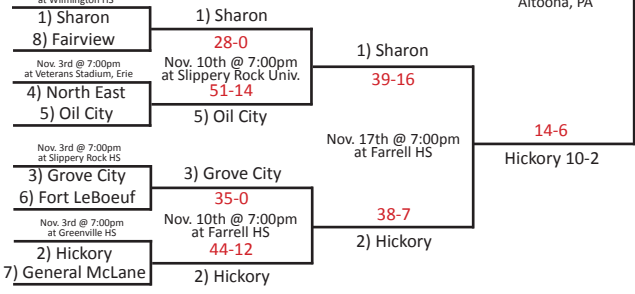 at Wilmington HS
1) Sharon
8) Fairview
Nov. 3rd @ 7:00pm
at Veterans Stadium, Erie
4) North East
5) Oil City
Nov. 3rd @ 7:00pm
at Slippery Rock HS
3) Grove City
6) Fort LeBoeuf
Nov. 3rd @ 7:00pm
at Greenville HS
2) Hickory
7) General McLane
1) Sharon
28-0
Nov. 10th @ 7:00pm
at Slippery Rock Univ.
51-14
5) Oil City
3) Grove City
35-0
Nov. 10th @ 7:00pm
at Farrell HS
44-12
2) Hickory
1) Sharon
39-16
Nov. 17th @ 7:00pm
at Farrell HS
38-7
2) Hickory
14-6
Hickory 10-2
Altoona, PA